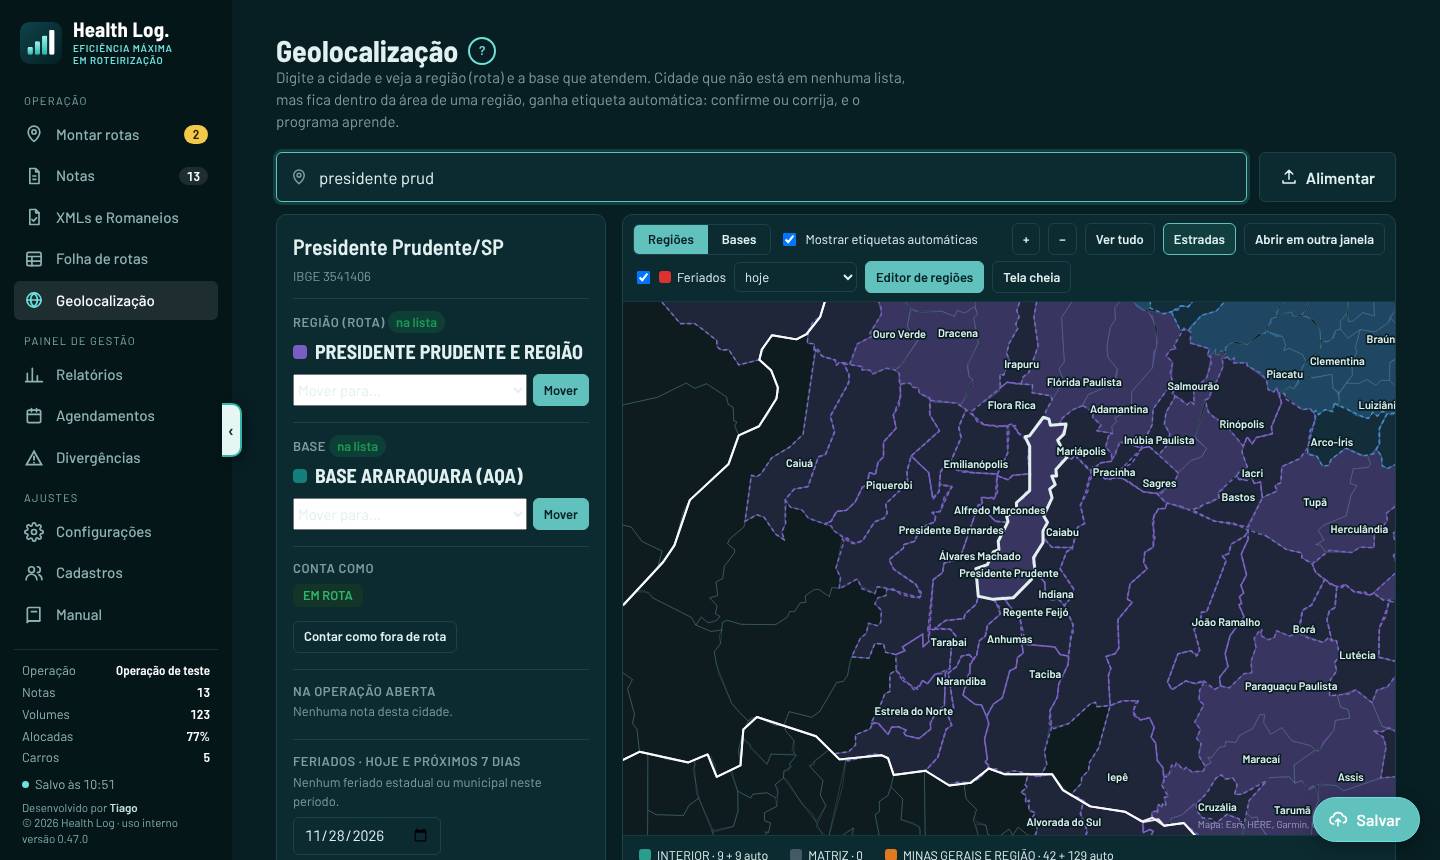 Health Log.
EFICIÊNCIA MÁXIMA
EM ROTEIRIZAÇÃO
OPERAÇÃO
Montar rotas 2
Notas 13
XMLs e Romaneios
Folha de rotas
Geolocalização
PAINEL DE GESTÃO
Relatórios
Agendamentos
Divergências
AJUSTES
Configurações
Cadastros
Manual
Operação Operação de teste
Notas 13
Volumes 123
Alocadas 77%
Carros 5
Salvo às 10:51
Desenvolvido por Tiago
© 2026 Health Log · uso interno
versão 0.47.0
‹
Geolocalização ?
Digite a cidade e veja a região (rota) e a base que atendem. Cidade que não está em nenhuma lista,
mas fica dentro da área de uma região, ganha etiqueta automática: confirme ou corrija, e o
programa aprende.
presidente prud
Alimentar
Presidente Prudente/SP
IBGE 3541406
REGIÃO (ROTA) na lista
PRESIDENTE PRUDENTE E REGIÃO
Mover para... Mover
BASE na lista
BASE ARARAQUARA (AQA)
Mover para... Mover
CONTA COMO
EM ROTA
Contar como fora de rota
NA OPERAÇÃO ABERTA
Nenhuma nota desta cidade.
FERIADOS · HOJE E PRÓXIMOS 7 DIAS
Nenhum feriado estadual ou municipal neste
período.
11/28/2026
Regiões Bases Mostrar etiquetas automáticas + − Ver tudo Estradas Abrir em outra janela
Feriados hoje Editor de regiões Tela cheia
Ouro Verde Dracena
Braún
Clementina
Irapuru
Piacatu
Flórida Paulista
Salmourão
Flora Rica
Luiziâni
Adamantina
Rinópolis
Inúbia Paulista
Arco-Íris
Mariápolis
Caiuá
Emilianópolis
Pracinha
Iacri
Piquerobi
Sagres
Bastos
Tupã
Alfredo Marcondes
Presidente Bernardes
Caiabu
Herculândia
Álvares Machado
Presidente Prudente
Indiana
Regente Feijó
João Ramalho
Borá
Tarabai
Anhumas
Lutécia
Taciba
Narandiba
Paraguaçu Paulista
Estrela do Norte
Maracaí
Iepê
Assis
Cruzália
Tarumã
Alvorada do Sul
Mapa: Esri, HERE, Garmin,
Salvar
INTERIOR · 9 + 9 auto MATRIZ · 0 MINAS GERAIS E REGIÃO · 42 + 129 auto